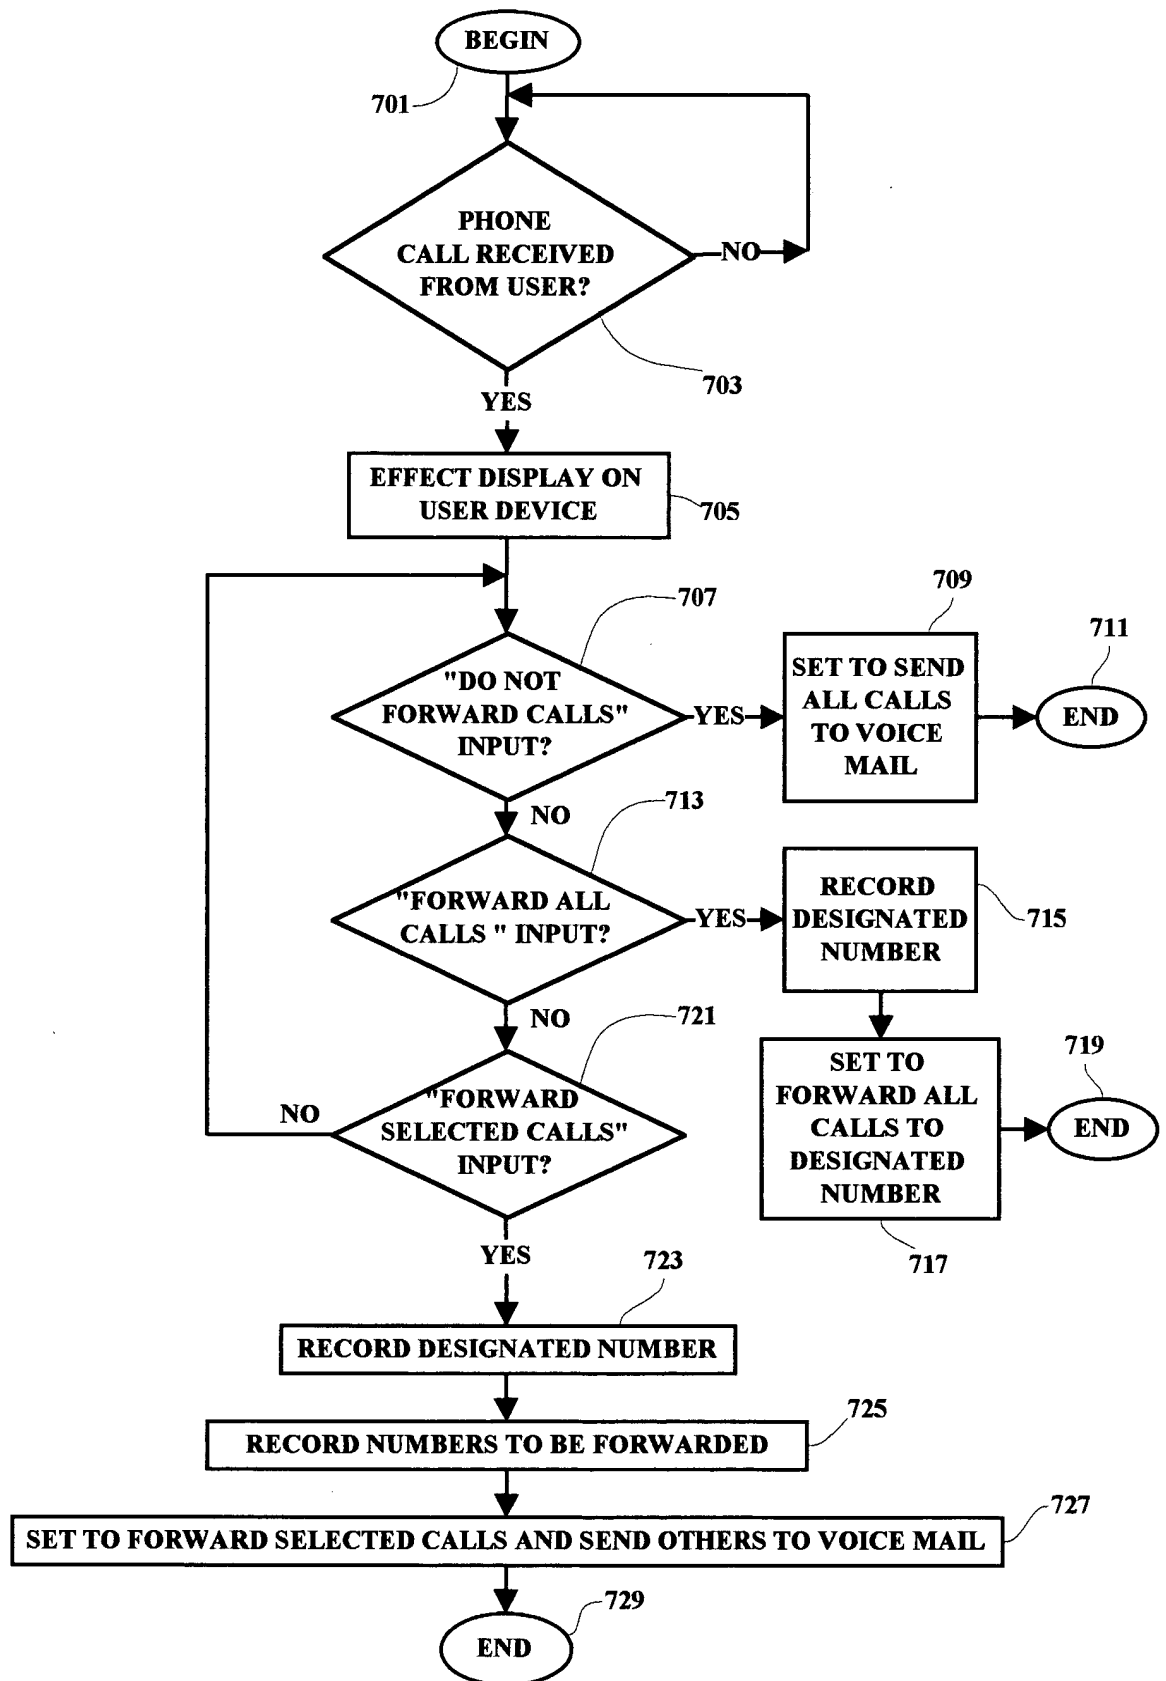 BEGIN
701
PHONE
CALL RECEIVED
FROM USER?
NO
703
YES
EFFECT DISPLAY ON
USER DEVICE
705
707
"DO NOT
FORWARD CALLS"
INPUT?
YES
709
SET TO SEND
ALL CALLS
TO VOICE
MAIL
711
END
NO
713
"FORWARD ALL
CALLS " INPUT?
YES
RECORD
DESIGNATED
NUMBER
715
NO
721
"FORWARD
SELECTED CALLS"
INPUT?
NO
SET TO
FORWARD ALL
CALLS TO
DESIGNATED
NUMBER
717
719
END
YES
723
RECORD DESIGNATED NUMBER
725
RECORD NUMBERS TO BE FORWARDED
727
SET TO FORWARD SELECTED CALLS AND SEND OTHERS TO VOICE MAIL
729
END